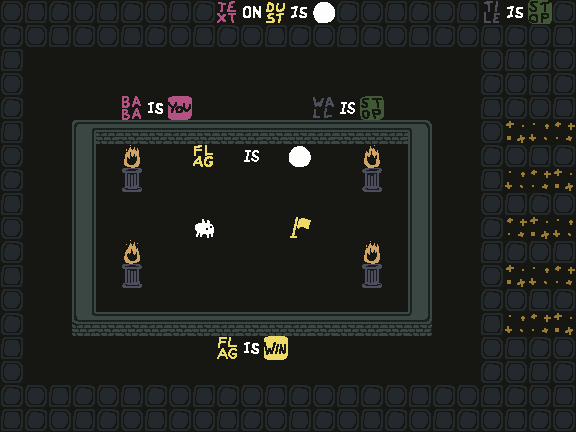 TEXT ON DUST IS
TILE IS STOP
BABA IS YOU
WALL IS STOP
FLAG IS
FLAG IS WIN